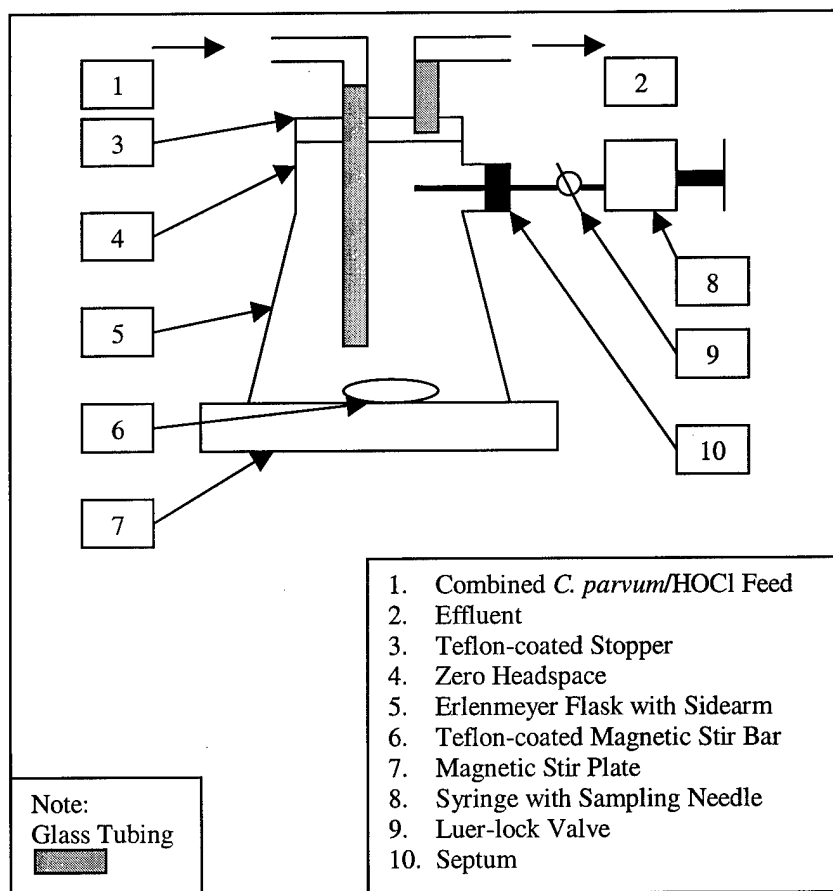 1
2
3
4
8
5
9
6
10
7
1. Combined C. parvum/HOCl Feed
2. Effluent
3. Teflon-coated Stopper
4. Zero Headspace
5. Erlenmeyer Flask with Sidearm
6. Teflon-coated Magnetic Stir Bar
7. Magnetic Stir Plate
8. Syringe with Sampling Needle
9. Luer-lock Valve
10. Septum
Note:
Glass Tubing